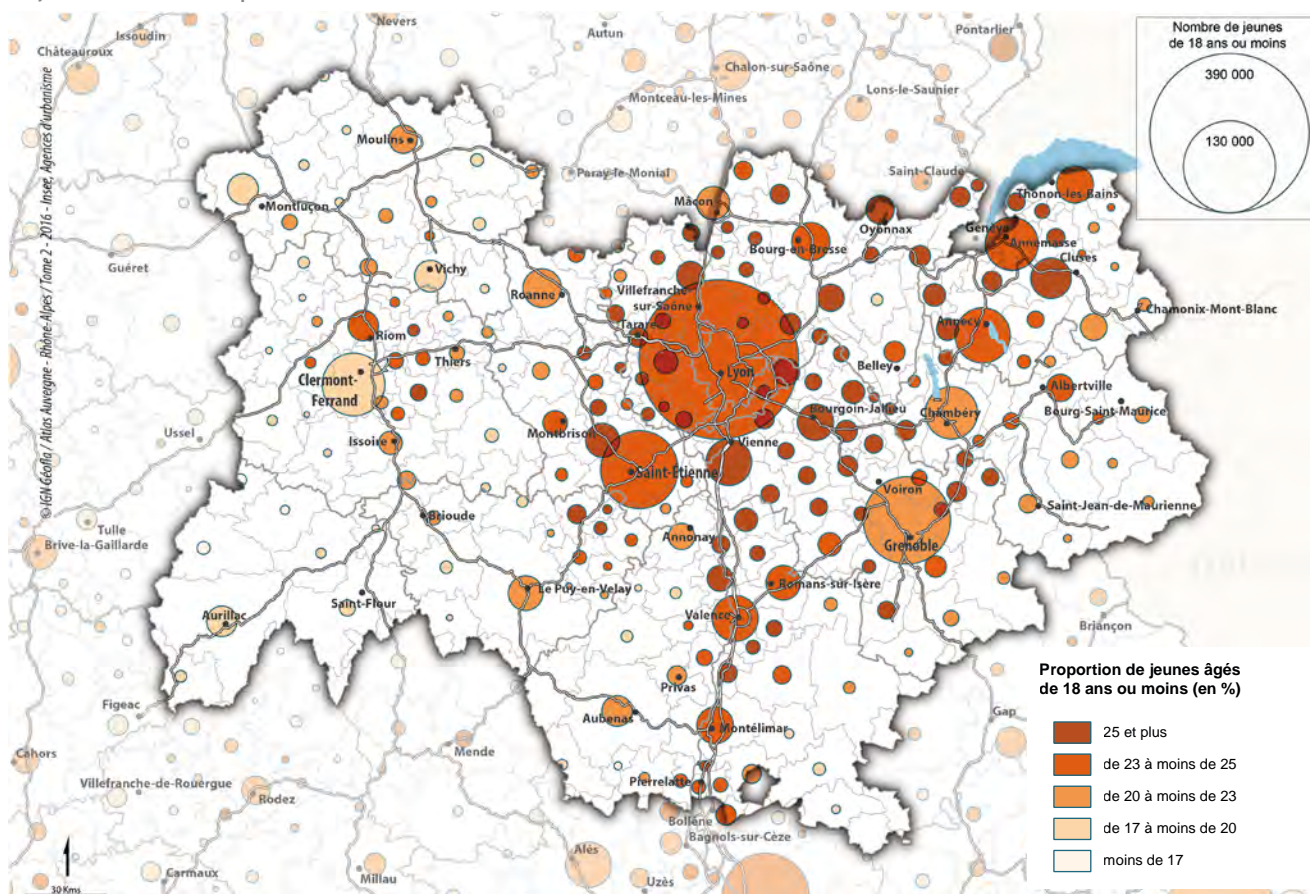 Nevers
Issoudin
Autun
Pontarlier
Châteauroux
Chalon-sur-Saône
Montceau-les-Mines
Lons-le-Saunier
Nombre de jeunes
de 18 ans ou moins
390 000
130 000
© IGN Géofla / Atlas Auvergne - Rhône-Alpes / Tome 2 - 2016 - Insee, Agences d'urbanisme
Moulins
Paray-le-Monial
Saint-Claude
Thonon-les Bains
Montluçon
Mâcon
Oyonnax
Genève
Annemasse
Bourg-en-Bresse
Cluses
Guéret
Vichy
Roanne
Villefranche-
sur-Saône
Chamonix-Mont-Blanc
Tarare
Annecy
Riom
Thiers
Belley
Clermont-
Ferrand
Lyon
Albertville
Bourg-Saint-Maurice
Bourgoin-Jallieu
Chambéry
Ussel
Issoire
Montbrison
Vienne
Saint-Etienne
Voiron
Saint-Jean-de-Maurienne
Tulle
Brive-la-Gaillarde
Brioude
Annonay
Grenoble
Le Puy-en-Velay
Romans-sur-Isère
Saint-Flour
Aurillac
Valence
Briançon
Privas
Figeac
Aubenas
Montélimar
Gap
Cahors
Mende
Villefranche-de-Rouergue
Rodez
Pierrelatte
Bollène
Bagnols-sur-Cèze
Alés
Carmaux
Millau
Uzès
30 Kms
Proportion de jeunes âgés
de 18 ans ou moins (en %)
25 et plus
de 23 à moins de 25
de 20 à moins de 23
de 17 à moins de 20
moins de 17